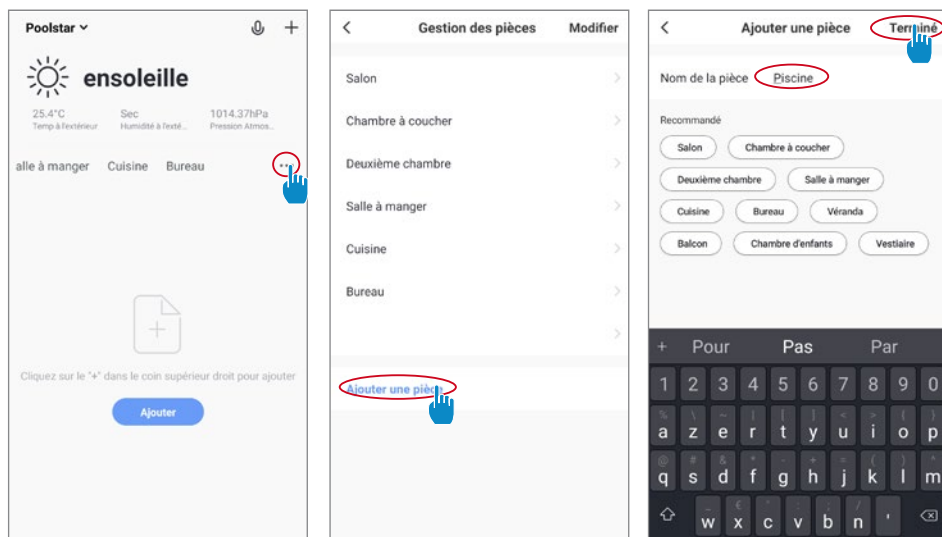 Poolstar
ensoleille
25.4°C Sec 1014.37hPa
Temp à l'extérieur Humidité à l'exté... Pression Atmos...
alle à manger Cuisine Bureau ...
Cliquez sur le "+" dans le coin supérieur droit pour ajouter
Ajouter
Gestion des pièces Modifier
Salon
Chambre à coucher
Deuxième chambre
Salle à manger
Cuisine
Bureau
Ajouter une pièce
Ajouter une pièce Terminé
Nom de la pièce Piscine
Recommandé
Salon Chambre à coucher
Deuxième chambre Salle à manger
Cuisine Bureau Véranda
Balcon Chambre d'enfants Vestiaire
+ Pour Pas Par
1 2 3 4 5 6 7 8 9 0
a z e r t y u i o p
q s d f g h j k l m
w x c v b n '